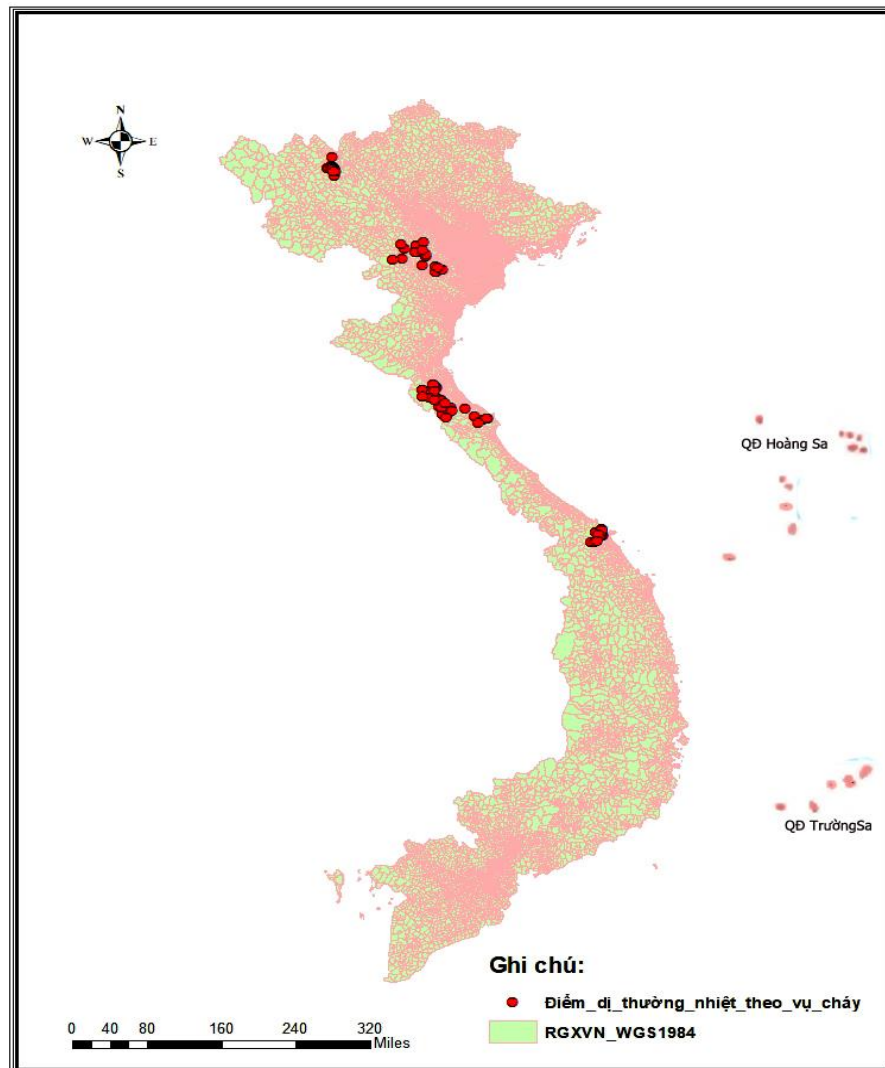 N
W E
S
QĐ Hoàng Sa
QĐ TrườngSa
Ghi chú:
Điểm_dị_thường_nhiệt_theo_vụ_cháy
RGXVN_WGS1984
0 40 80 160 240 320
Miles